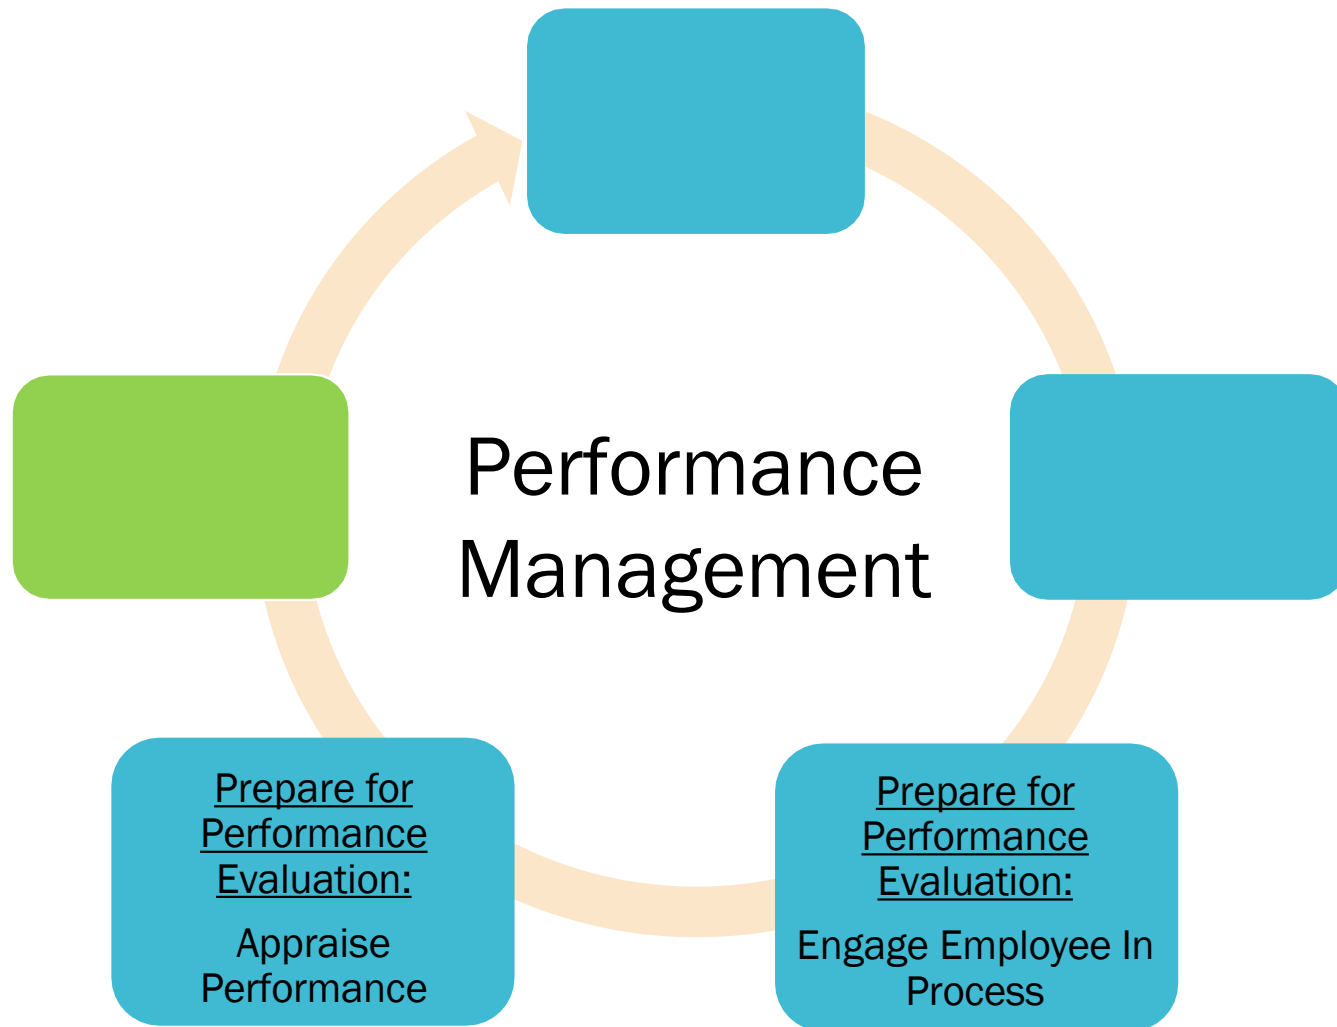 Performance
Management
Prepare for
Performance
Evaluation:
Appraise
Performance
Prepare for
Performance
Evaluation:
Engage Employee In
Process